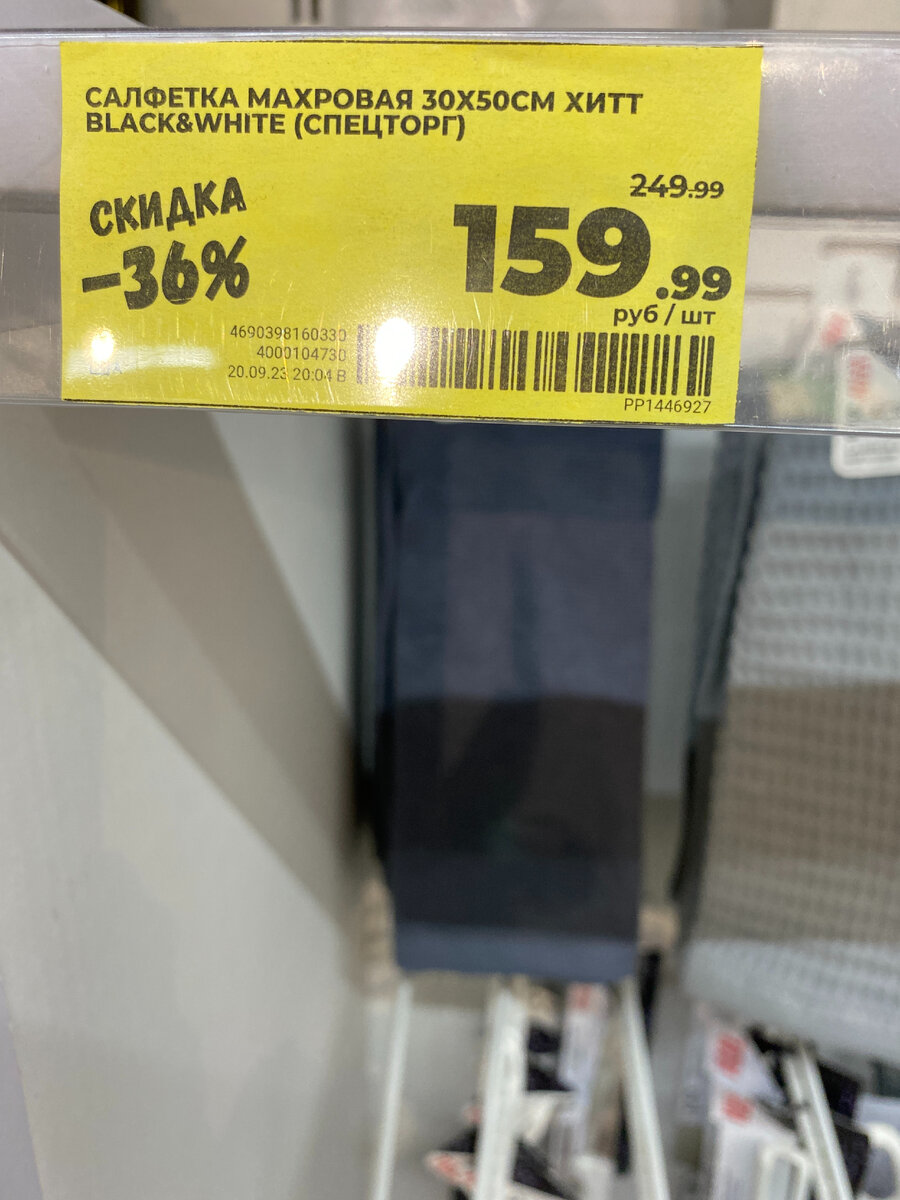 САЛФЕТКА МАХРОВАЯ 30Х50СМ ХИТТ
BLACK&WHITE (СПЕЦТОРГ)
СКИДКА
-36%
249.99
159.99
руб / шт
4690398160330
4000104730
20.09.23 20:04 В
PP1446927